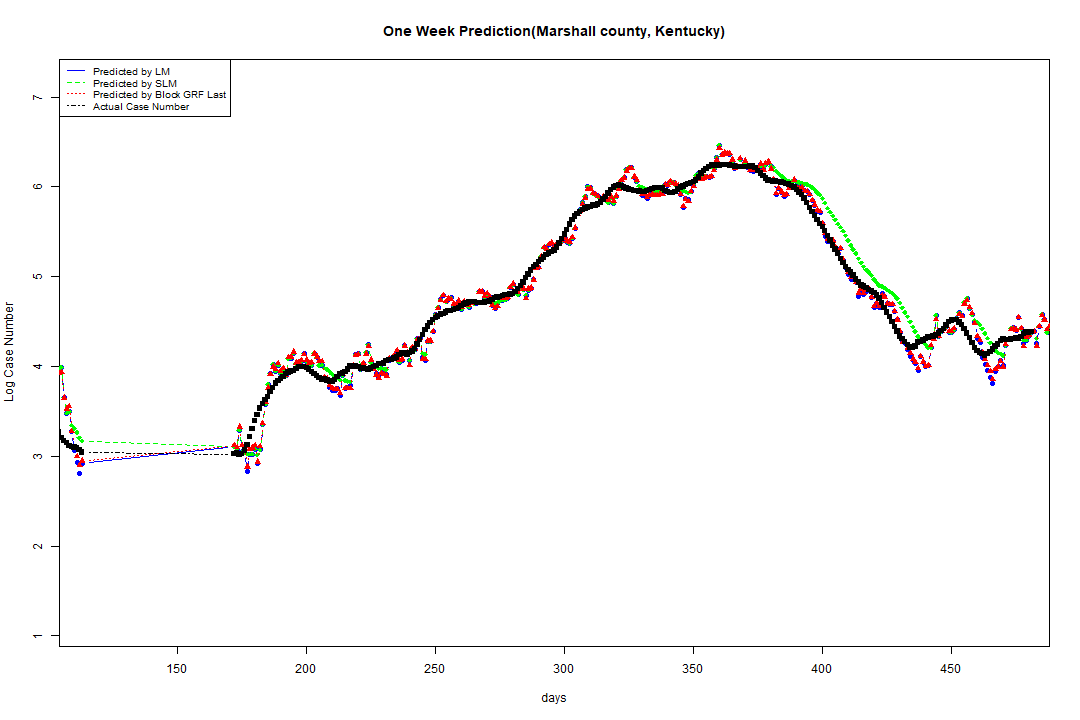 One Week Prediction(Marshall county, Kentucky)
Predicted by LM
Predicted by SLM
Predicted by Block GRF Last
Actual Case Number
7
6
5
4
3
2
1
Log Case Number
150 200 250 300 350 400 450
days